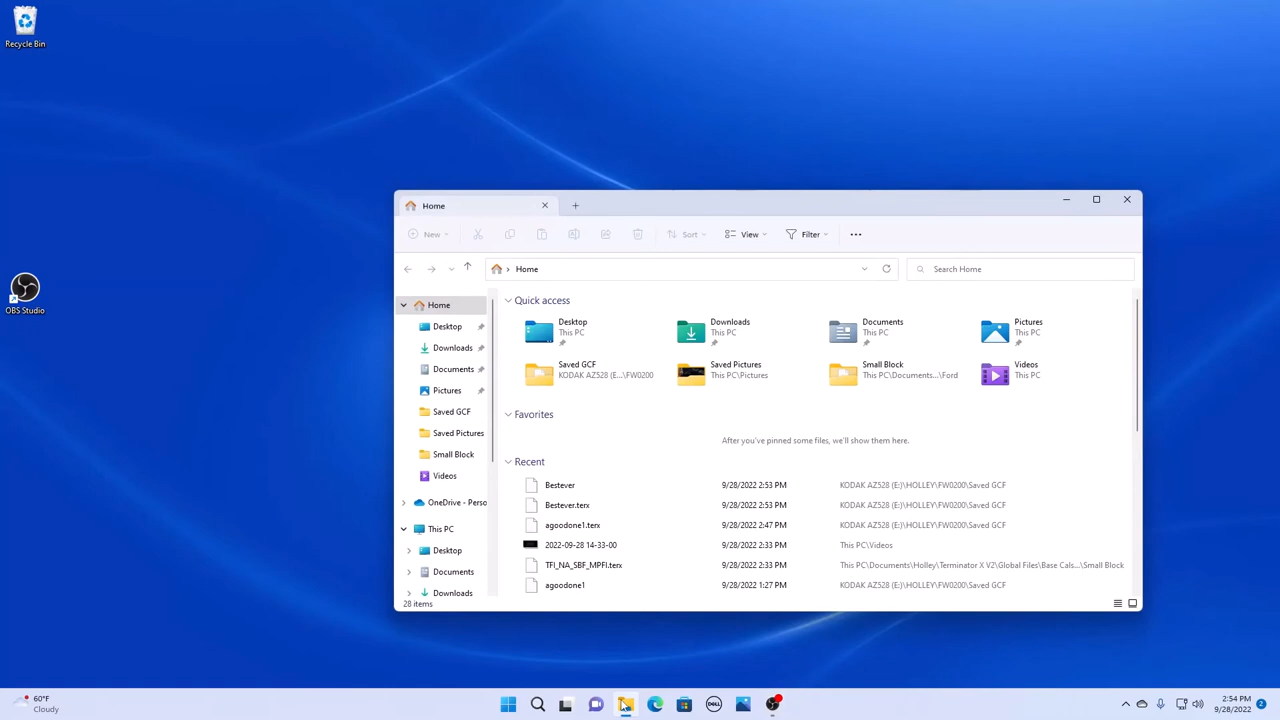 Recycle Bin
OBS Studio
Home
New
Sort
View
Filter
Home
Search Home
Home
Desktop
Downloads
Documents
Pictures
Saved GCF
Saved Pictures
Small Block
Videos
OneDrive - Perso
This PC
Desktop
Documents
Downloads
Quick access
Desktop
This PC
Downloads
This PC
Documents
This PC
Pictures
This PC
Saved GCF
KODAK AZ528 (E...\FW0200
Saved Pictures
This PC\Pictures
Small Block
This PC\Documents...\Ford
Videos
This PC
Favorites
After you've pinned some files, we'll show them here.
Recent
Bestever 9/28/2022 2:53 PM KODAK AZ528 (E:)\HOLLEY\FW0200\Saved GCF
Bestever.terx 9/28/2022 2:53 PM KODAK AZ528 (E:)\HOLLEY\FW0200\Saved GCF
agoodone1.terx 9/28/2022 2:47 PM KODAK AZ528 (E:)\HOLLEY\FW0200\Saved GCF
2022-09-28 14-33-00 9/28/2022 2:33 PM This PC\Videos
TFI_NA_SBF_MPFI.terx 9/28/2022 2:33 PM This PC\Documents\Holley\Terminator X V2\Global Files\Base Cals...\Small Block
agoodone1 9/28/2022 1:27 PM KODAK AZ528 (E:)\HOLLEY\FW0200\Saved GCF
28 items
60°F
Cloudy
DELL
2:54 PM
9/28/2022
2